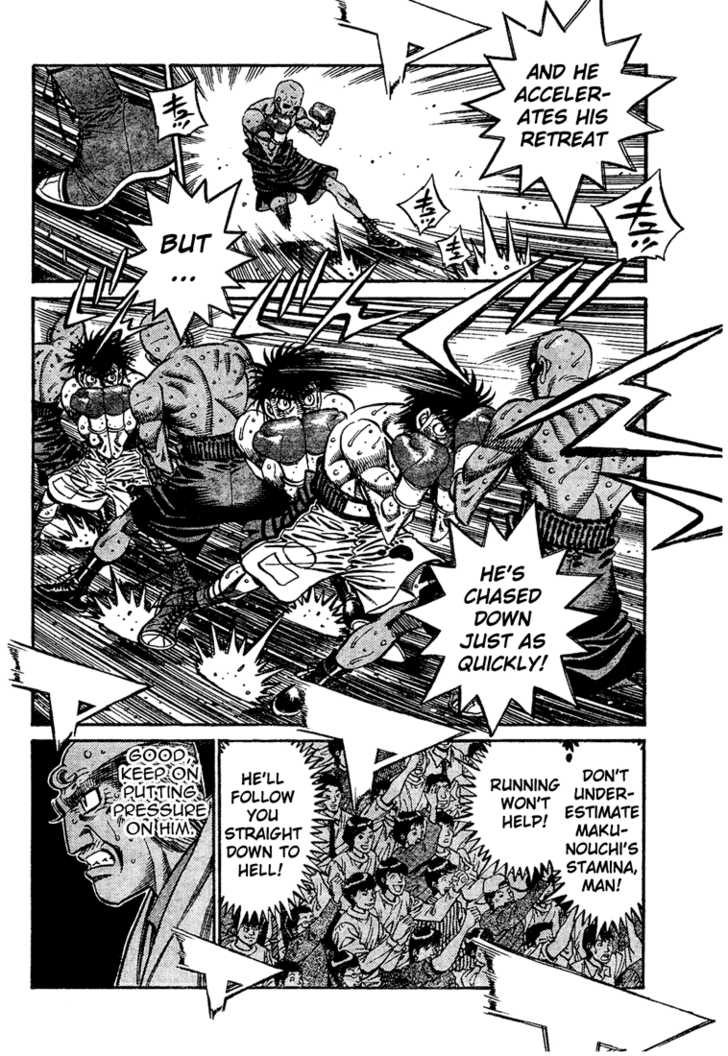 AND HE
ACCELER-
ATES HIS
RETREAT
BUT
...
HE'S
CHASED
DOWN
JUST AS
QUICKLY!
DON'T
UNDER-
ESTIMATE
MAKU-
NOUCHI'S
STAMINA,
MAN!
RUNNING
WON'T
HELP!
HE'LL
FOLLOW
YOU
STRAIGHT
DOWN TO
HELL!
GOOD,
KEEP ON
PUTTING
PRESSURE
ON HIM.